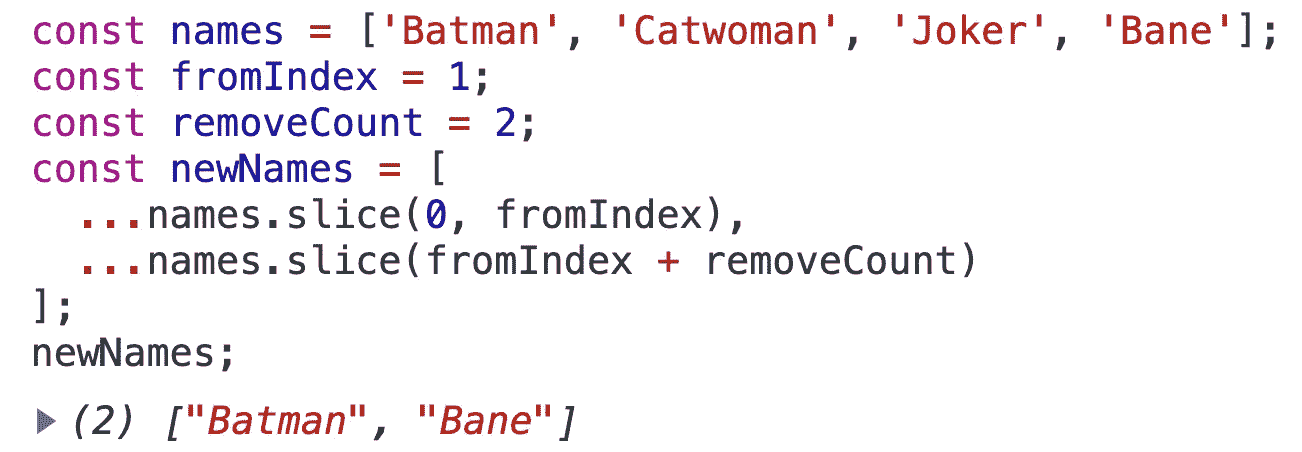 const names = ['Batman', 'Catwoman', 'Joker', 'Bane'];
const fromIndex = 1;
const removeCount = 2;
const newNames = [
  ...names.slice(0, fromIndex),
  ...names.slice(fromIndex + removeCount)
];
newNames;
▶ (2) ["Batman", "Bane"]